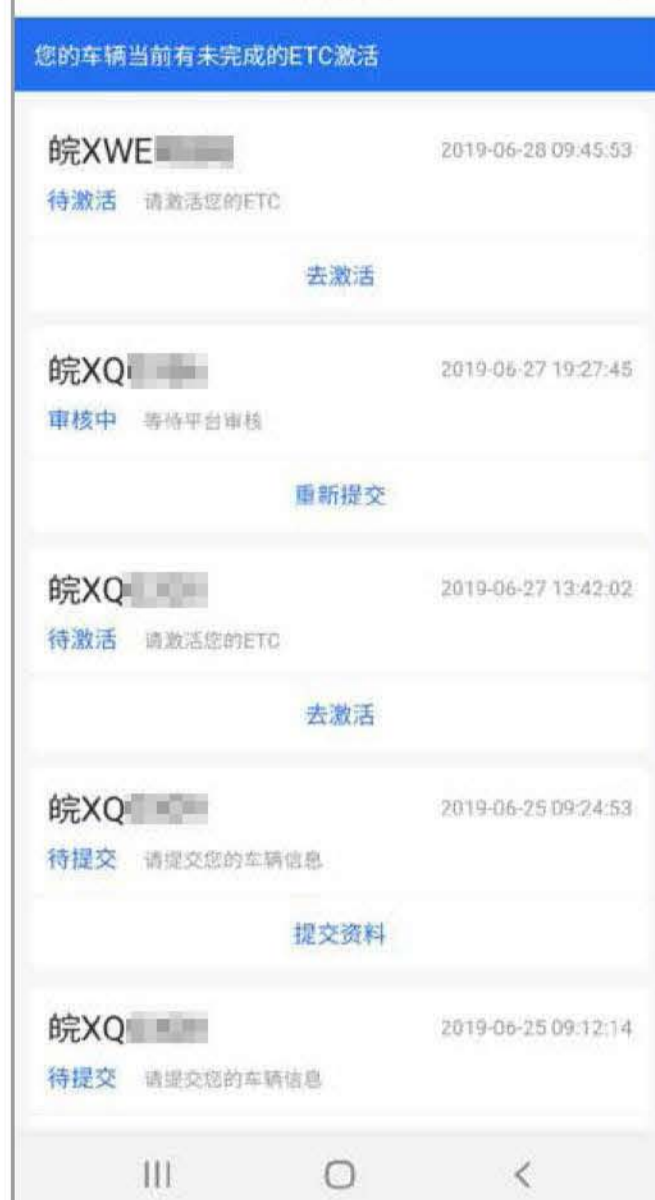 您的车辆当前有未完成的ETC激活
皖XWE
2019-06-28 09:45:53
待激活 请激活您的ETC
去激活
皖XQ
2019-06-27 19:27:45
审核中 等待平台审核
重新提交
皖XQ
2019-06-27 13:42:02
待激活 请激活您的ETC
去激活
皖XQ
2019-06-25 09:24:53
待提交 请提交您的车辆信息
提交资料
皖XQ
2019-06-25 09:12:14
待提交 请提交您的车辆信息